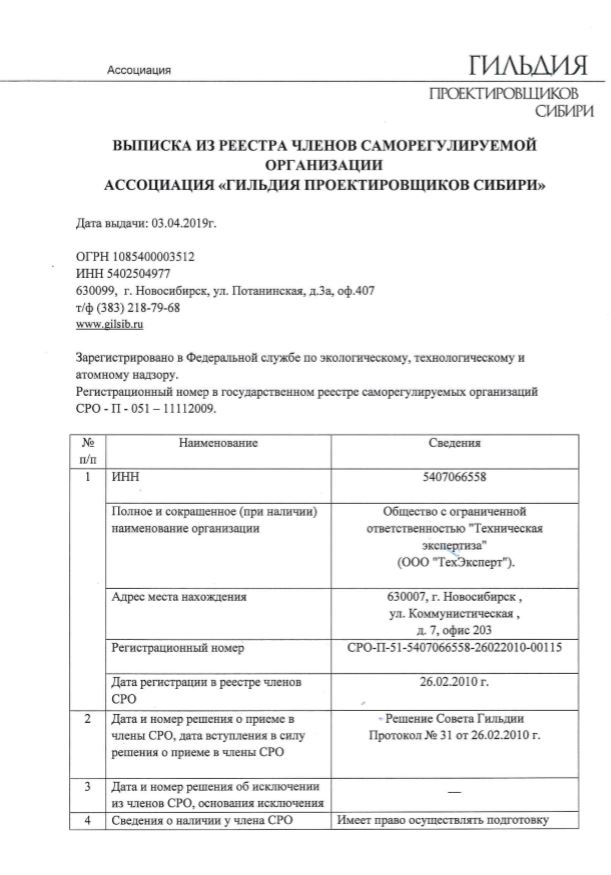 Ассоциация
ГИЛЬДИЯ
ПРОЕКТИРОВЩИКОВ
СИБИРИ
ВЫПИСКА ИЗ РЕЕСТРА ЧЛЕНОВ САМОРЕГУЛИРУЕМОЙ
ОРГАНИЗАЦИИ
АССОЦИАЦИЯ «ГИЛЬДИЯ ПРОЕКТИРОВЩИКОВ СИБИРИ»
Дата выдачи: 03.04.2019г.
ОГРН 1085400003512
ИНН 5402504977
630099, г. Новосибирск, ул. Потанинская, д.3а, оф.407
т/ф (383) 218-79-68
www.gilsib.ru
Зарегистрировано в Федеральной службе по экологическому, технологическому и
атомному надзору.
Регистрационный номер в государственном реестре саморегулируемых организаций
СРО - П - 051 – 11112009.
№ Наименование Сведения
п/п
1 ИНН 5407066558
Полное и сокращенное (при наличии) Общество с ограниченной
наименование организации ответственностью "Техническая
экспертиза"
(ООО "ТехЭксперт").
Адрес места нахождения 630007, г. Новосибирск ,
ул. Коммунистическая ,
д. 7, офис 203
Регистрационный номер СРО-П-51-5407066558-26022010-00115
Дата регистрации в реестре членов 26.02.2010 г.
СРО
2 Дата и номер решения о приеме в Решение Совета Гильдии
члены СРО, дата вступления в силу Протокол № 31 от 26.02.2010 г.
решения о приеме в члены СРО
3 Дата и номер решения об исключении —
из членов СРО, основания исключения
4 Сведения о наличии у члена СРО Имеет право осуществлять подготовку